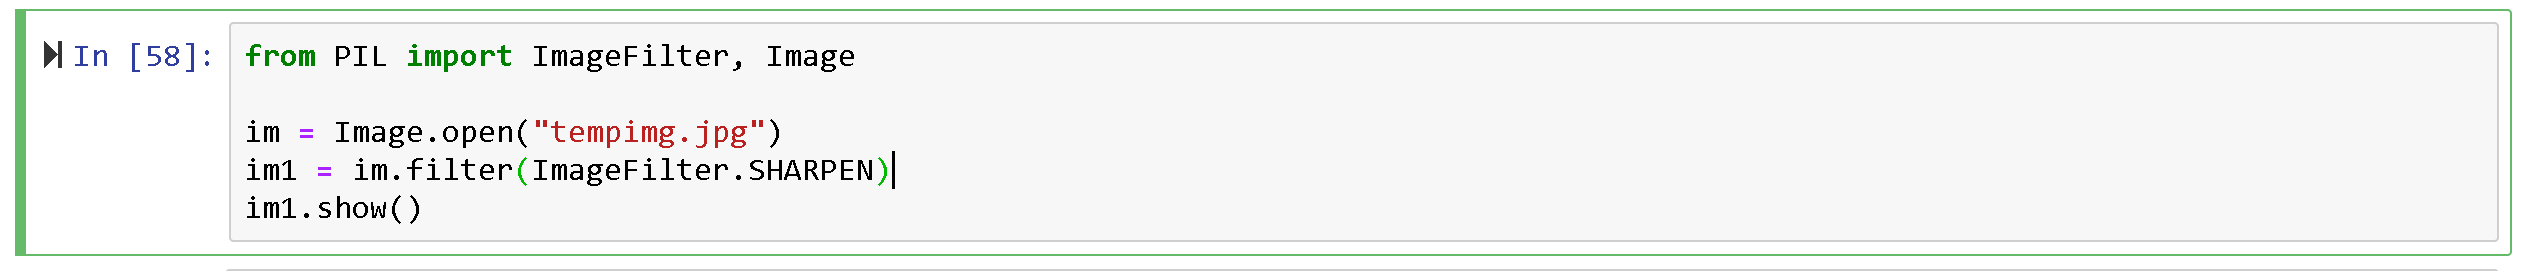 In [58]:
from PIL import ImageFilter, Image
im = Image.open("tempimg.jpg")
im1 = im.filter(ImageFilter.SHARPEN)
im1.show()